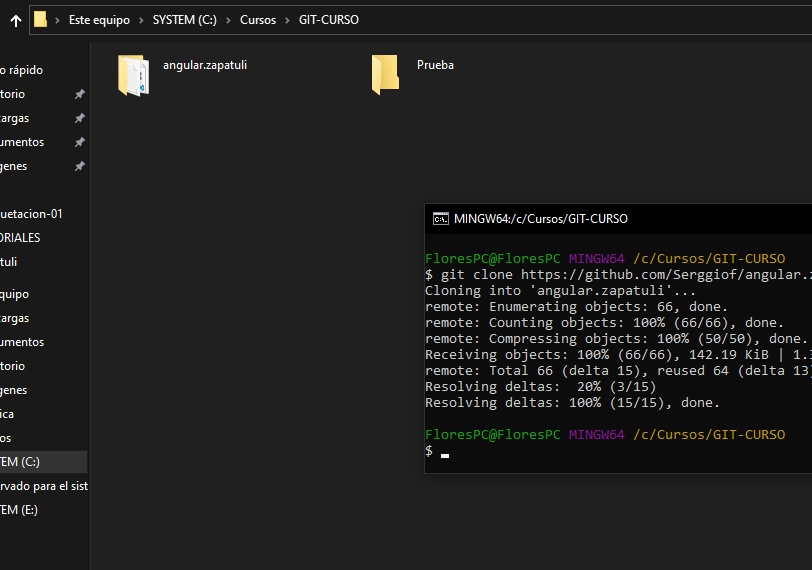 Este equipo > SYSTEM (C:) > Cursos > GIT-CURSO
angular.zapatuli
Prueba
o rápido
torio
cargas
umentos
genes
uetacion-01
ORIALES
tuli
equipo
cargas
umentos
torio
genes
ica
os
TEM (C:)
rvado para el sist
TEM (E:)
MINGW64:/c/Cursos/GIT-CURSO
FloresPC@FloresPC MINGW64 /c/Cursos/GIT-CURSO
$ git clone https://github.com/Serggiof/angular.z
Cloning into 'angular.zapatuli'...
remote: Enumerating objects: 66, done.
remote: Counting objects: 100% (66/66), done.
remote: Compressing objects: 100% (50/50), done.
Receiving objects: 100% (66/66), 142.19 KiB | 1.3
remote: Total 66 (delta 15), reused 64 (delta 13)
Resolving deltas:  20% (3/15)
Resolving deltas: 100% (15/15), done.
FloresPC@FloresPC MINGW64 /c/Cursos/GIT-CURSO
$